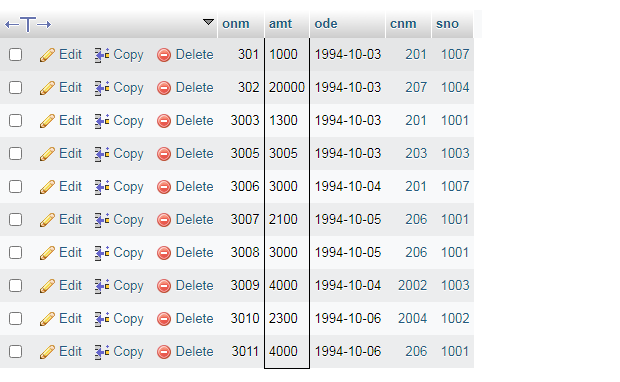 onm amt ode cnm sno
Edit Copy Delete 301 1000 1994-10-03 201 1007
Edit Copy Delete 302 20000 1994-10-03 207 1004
Edit Copy Delete 3003 1300 1994-10-03 201 1001
Edit Copy Delete 3005 3005 1994-10-03 203 1003
Edit Copy Delete 3006 3000 1994-10-04 201 1007
Edit Copy Delete 3007 2100 1994-10-05 206 1001
Edit Copy Delete 3008 3000 1994-10-05 206 1001
Edit Copy Delete 3009 4000 1994-10-04 2002 1003
Edit Copy Delete 3010 2300 1994-10-06 2004 1002
Edit Copy Delete 3011 4000 1994-10-06 206 1001